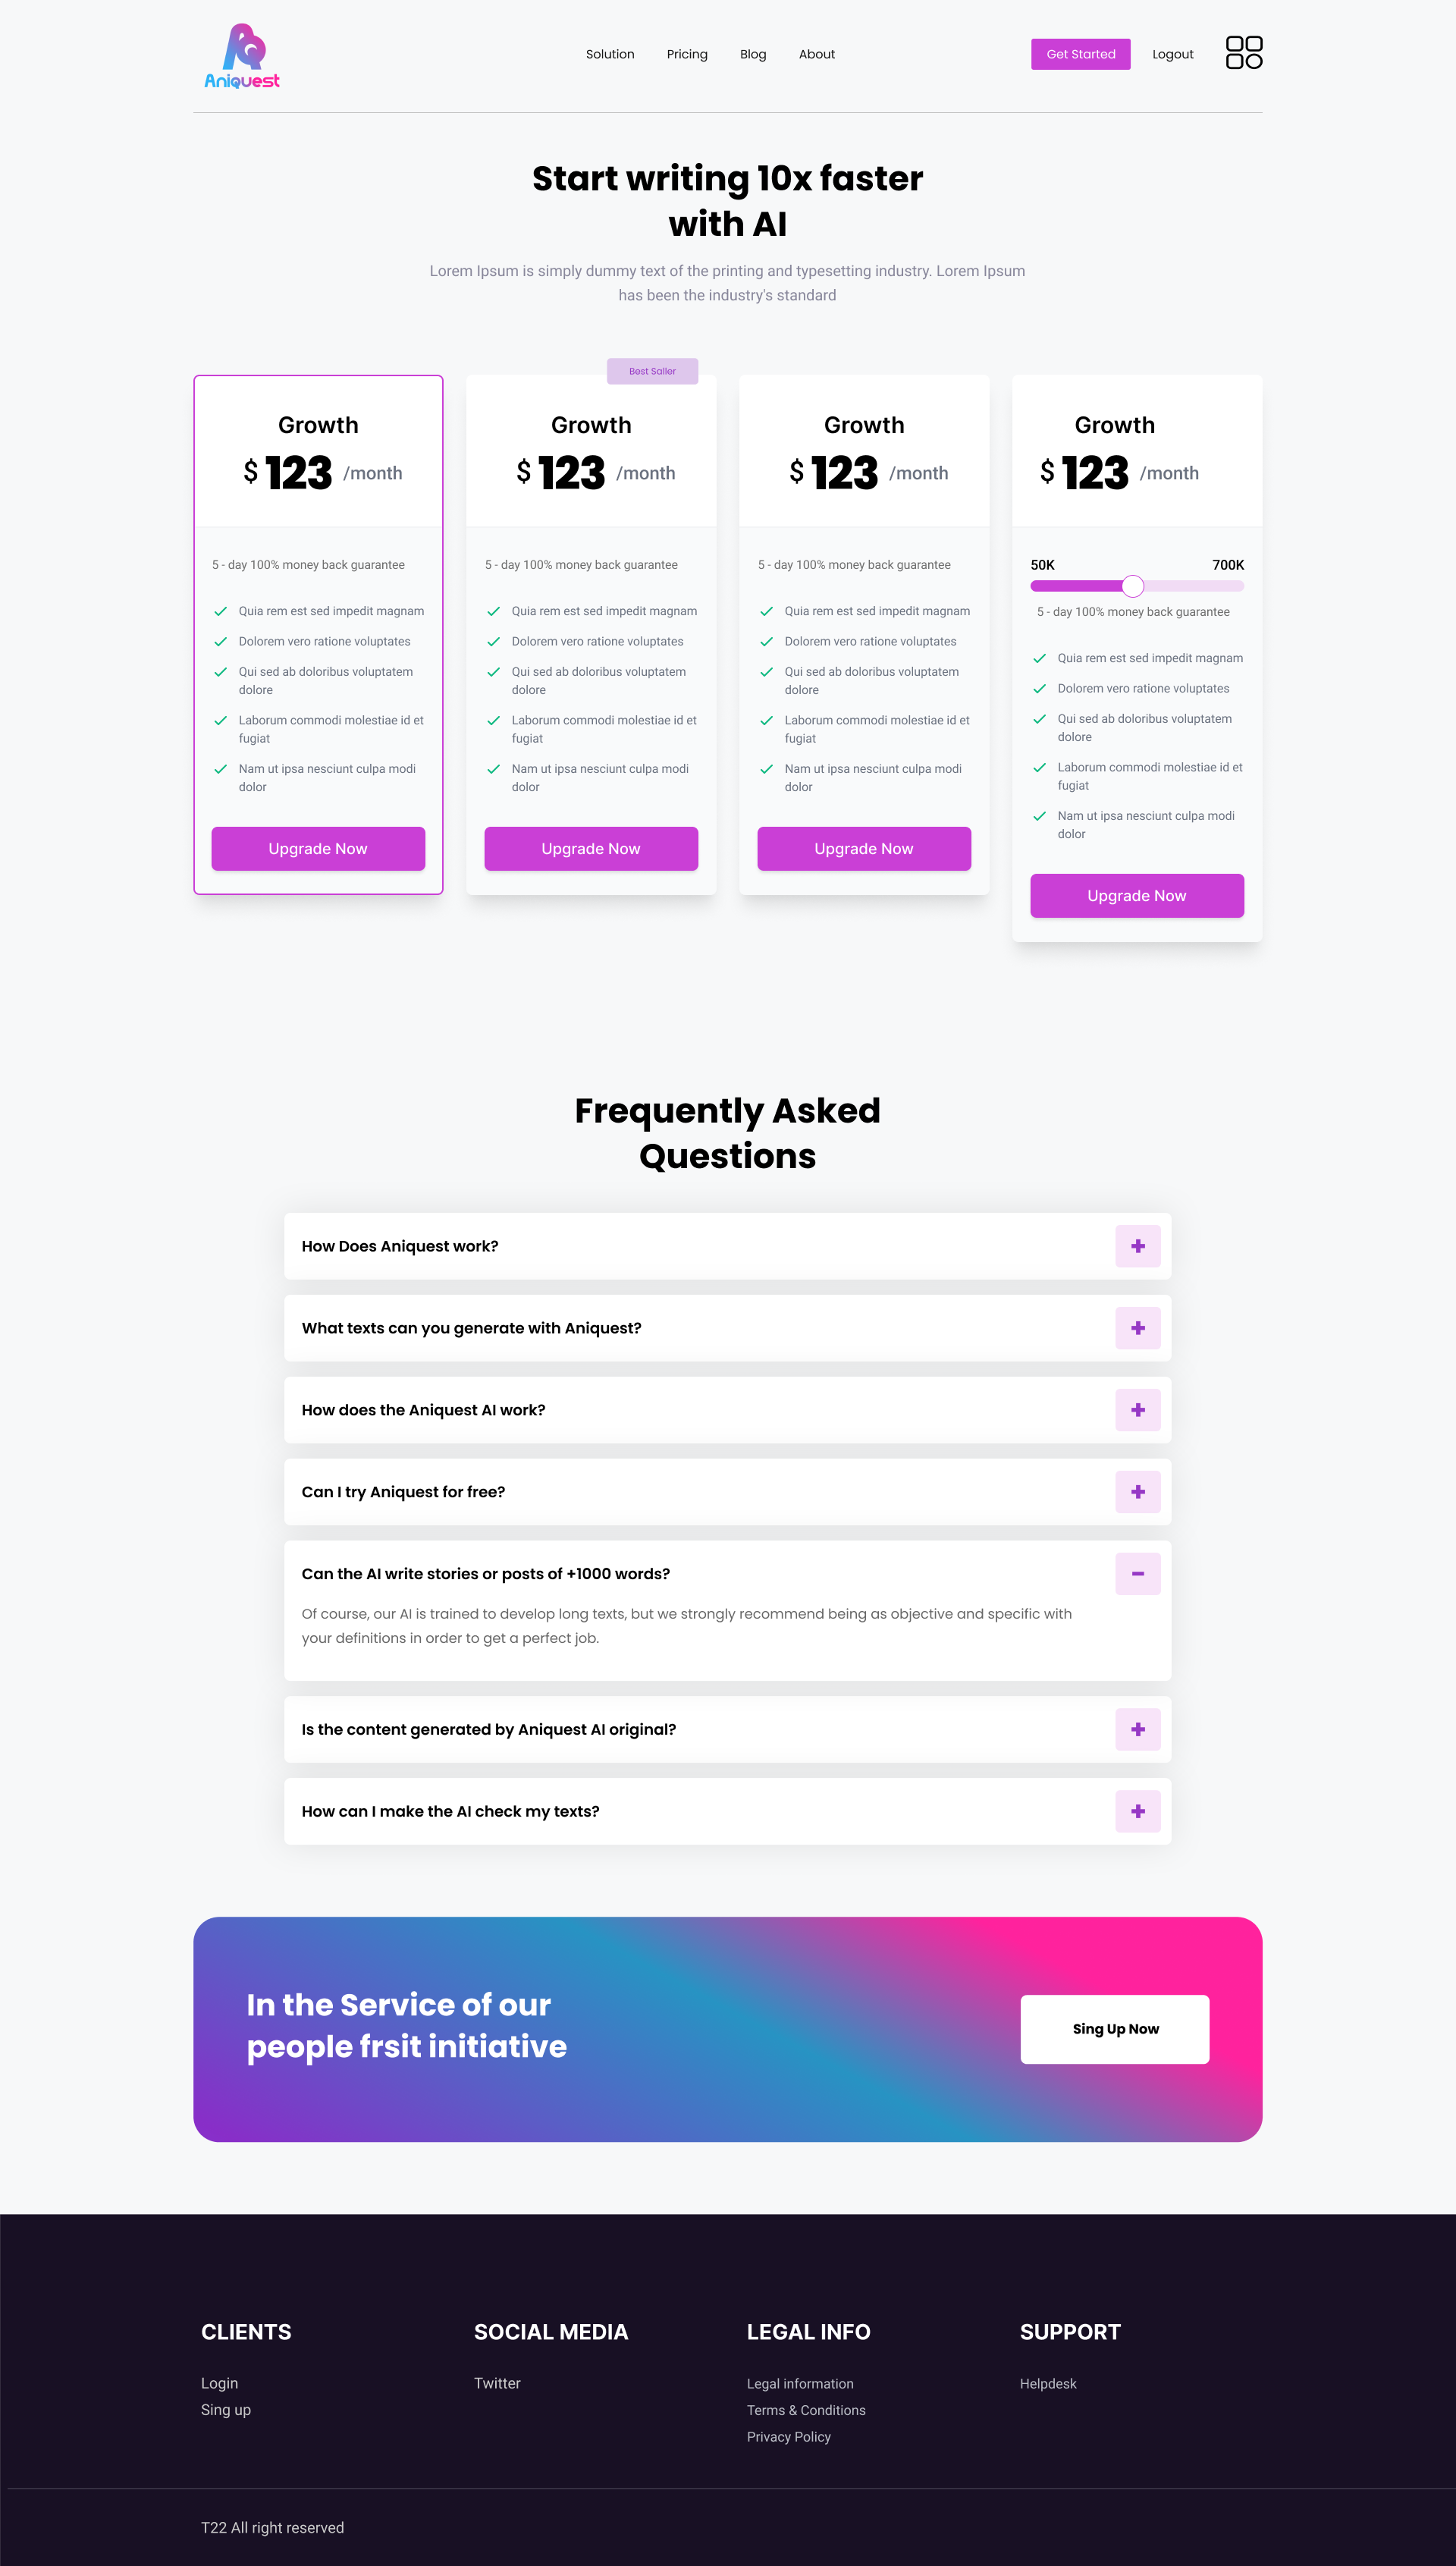 Aniquest
Solution Pricing Blog About
Get Started Logout
Start writing 10x faster
with AI
Lorem Ipsum is simply dummy text of the printing and typesetting industry. Lorem Ipsum
has been the industry's standard
Growth
$ 123 /month
5 - day 100% money back guarantee
Quia rem est sed impedit magnam
Dolorem vero ratione voluptates
Qui sed ab doloribus voluptatem
dolore
Laborum commodi molestiae id et
fugiat
Nam ut ipsa nesciunt culpa modi
dolor
Upgrade Now
Best Saller
Growth
$ 123 /month
5 - day 100% money back guarantee
Quia rem est sed impedit magnam
Dolorem vero ratione voluptates
Qui sed ab doloribus voluptatem
dolore
Laborum commodi molestiae id et
fugiat
Nam ut ipsa nesciunt culpa modi
dolor
Upgrade Now
Growth
$ 123 /month
5 - day 100% money back guarantee
Quia rem est sed impedit magnam
Dolorem vero ratione voluptates
Qui sed ab doloribus voluptatem
dolore
Laborum commodi molestiae id et
fugiat
Nam ut ipsa nesciunt culpa modi
dolor
Upgrade Now
Growth
$ 123 /month
50K 700K
5 - day 100% money back guarantee
Quia rem est sed impedit magnam
Dolorem vero ratione voluptates
Qui sed ab doloribus voluptatem
dolore
Laborum commodi molestiae id et
fugiat
Nam ut ipsa nesciunt culpa modi
dolor
Upgrade Now
Frequently Asked
Questions
How Does Aniquest work?
What texts can you generate with Aniquest?
How does the Aniquest AI work?
Can I try Aniquest for free?
Can the AI write stories or posts of +1000 words?
Of course, our AI is trained to develop long texts, but we strongly recommend being as objective and specific with
your definitions in order to get a perfect job.
Is the content generated by Aniquest AI original?
How can I make the AI check my texts?
In the Service of our
people frsit initiative
Sing Up Now
CLIENTS
Login
Sing up
SOCIAL MEDIA
Twitter
LEGAL INFO
Legal information
Terms & Conditions
Privacy Policy
SUPPORT
Helpdesk
T22 All right reserved